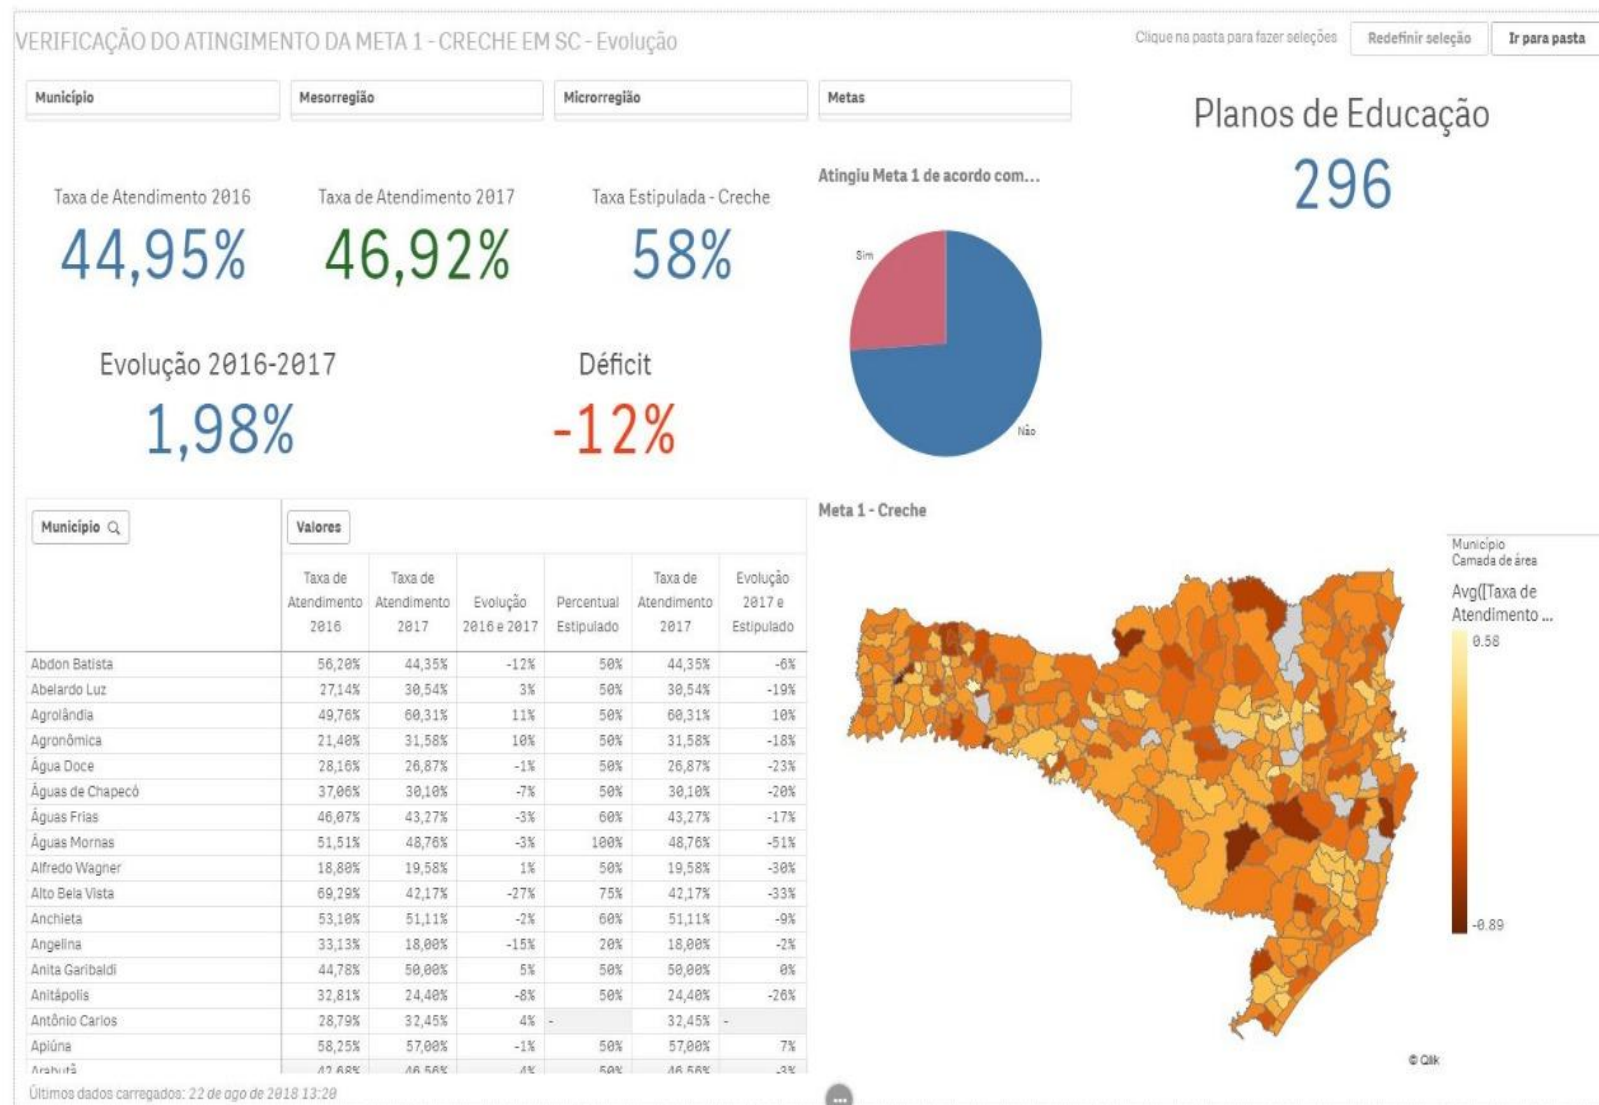 VERIFICAÇÃO DO ATINGIMENTO DA META 1 - CRECHE EM SC - Evolução
Clique na pasta para fazer seleções
Redefinir seleção
Ir para pasta
Município
Mesorregião
Microrregião
Metas
Planos de Educação
296
Taxa de Atendimento 2016
44,95%
Taxa de Atendimento 2017
46,92%
Taxa Estipulada - Creche
58%
Evolução 2016-2017
1,98%
Déficit
-12%
Atingiu Meta 1 de acordo com...
Sim
Não
Município
Valores
Taxa de Atendimento 2016
Taxa de Atendimento 2017
Evolução 2016 e 2017
Percentual Estipulado
Taxa de Atendimento 2017
Evolução 2017 e Estipulado
Abdon Batista 56,20% 44,35% -12% 50% 44,35% -6%
Abelardo Luz 27,14% 30,54% 3% 50% 30,54% -19%
Agrolândia 49,76% 60,31% 11% 50% 60,31% 10%
Agronômica 21,40% 31,58% 10% 50% 31,58% -18%
Água Doce 28,16% 26,87% -1% 50% 26,87% -23%
Águas de Chapecó 37,06% 30,10% -7% 50% 30,10% -20%
Águas Frias 46,07% 43,27% -3% 60% 43,27% -17%
Águas Mornas 51,51% 48,76% -3% 100% 48,76% -51%
Alfredo Wagner 18,80% 19,58% 1% 50% 19,58% -30%
Alto Bela Vista 69,29% 42,17% -27% 75% 42,17% -33%
Anchieta 53,10% 51,11% -2% 60% 51,11% -9%
Angelina 33,13% 18,00% -15% 20% 18,00% -2%
Anita Garibaldi 44,78% 50,00% 5% 50% 50,00% 0%
Anitápolis 32,81% 24,40% -8% 50% 24,40% -26%
Antônio Carlos 28,79% 32,45% 4% - 32,45% -
Apiúna 58,25% 57,00% -1% 50% 57,00% 7%
Arabutã 42,68% 46,56% 4% 50% 46,56% -3%
Meta 1 - Creche
Município
Camada de área
Avg([Taxa de
Atendimento ...
0.58
-0.89
© Qlik
Últimos dados carregados: 22 de ago de 2018 13:20